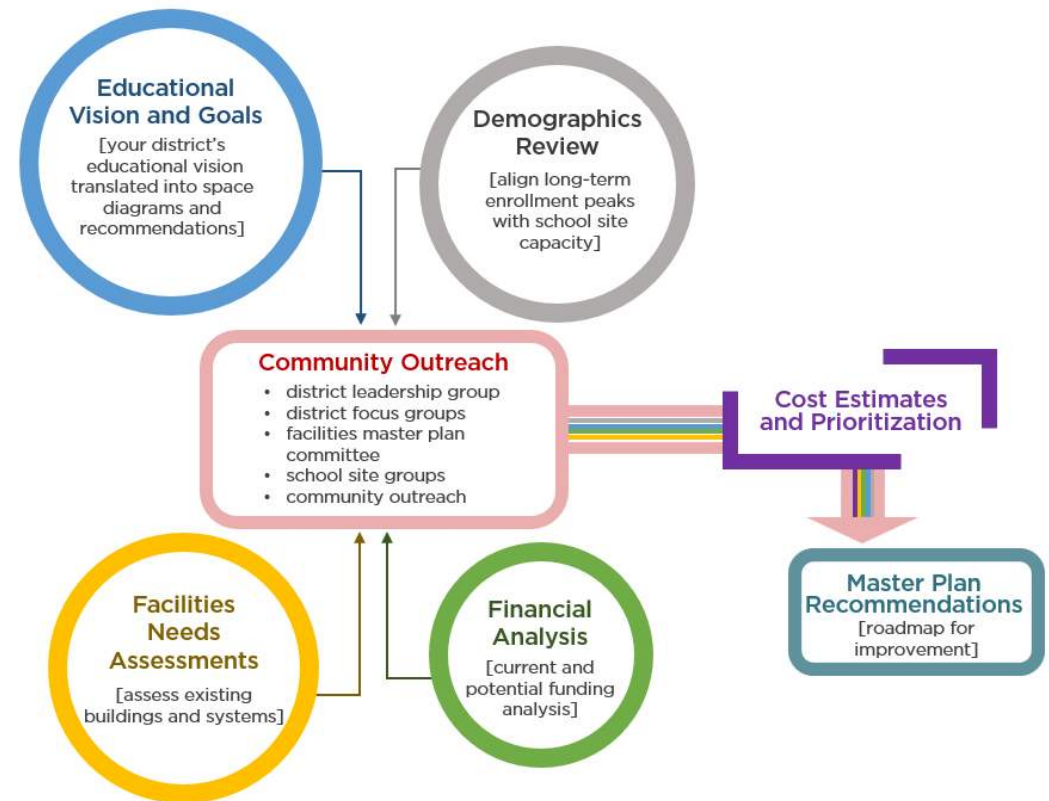 Educational
Vision and Goals
[your district's
educational vision
translated into space
diagrams and
recommendations]
Demographics
Review
[align long-term
enrollment peaks
with school site
capacity]
Community Outreach
• district leadership group
• district focus groups
• facilities master plan
committee
• school site groups
• community outreach
Cost Estimates
and Prioritization
Facilities
Needs
Assessments
[assess existing
buildings and systems]
Financial
Analysis
[current and
potential funding
analysis]
Master Plan
Recommendations
[roadmap for
improvement]